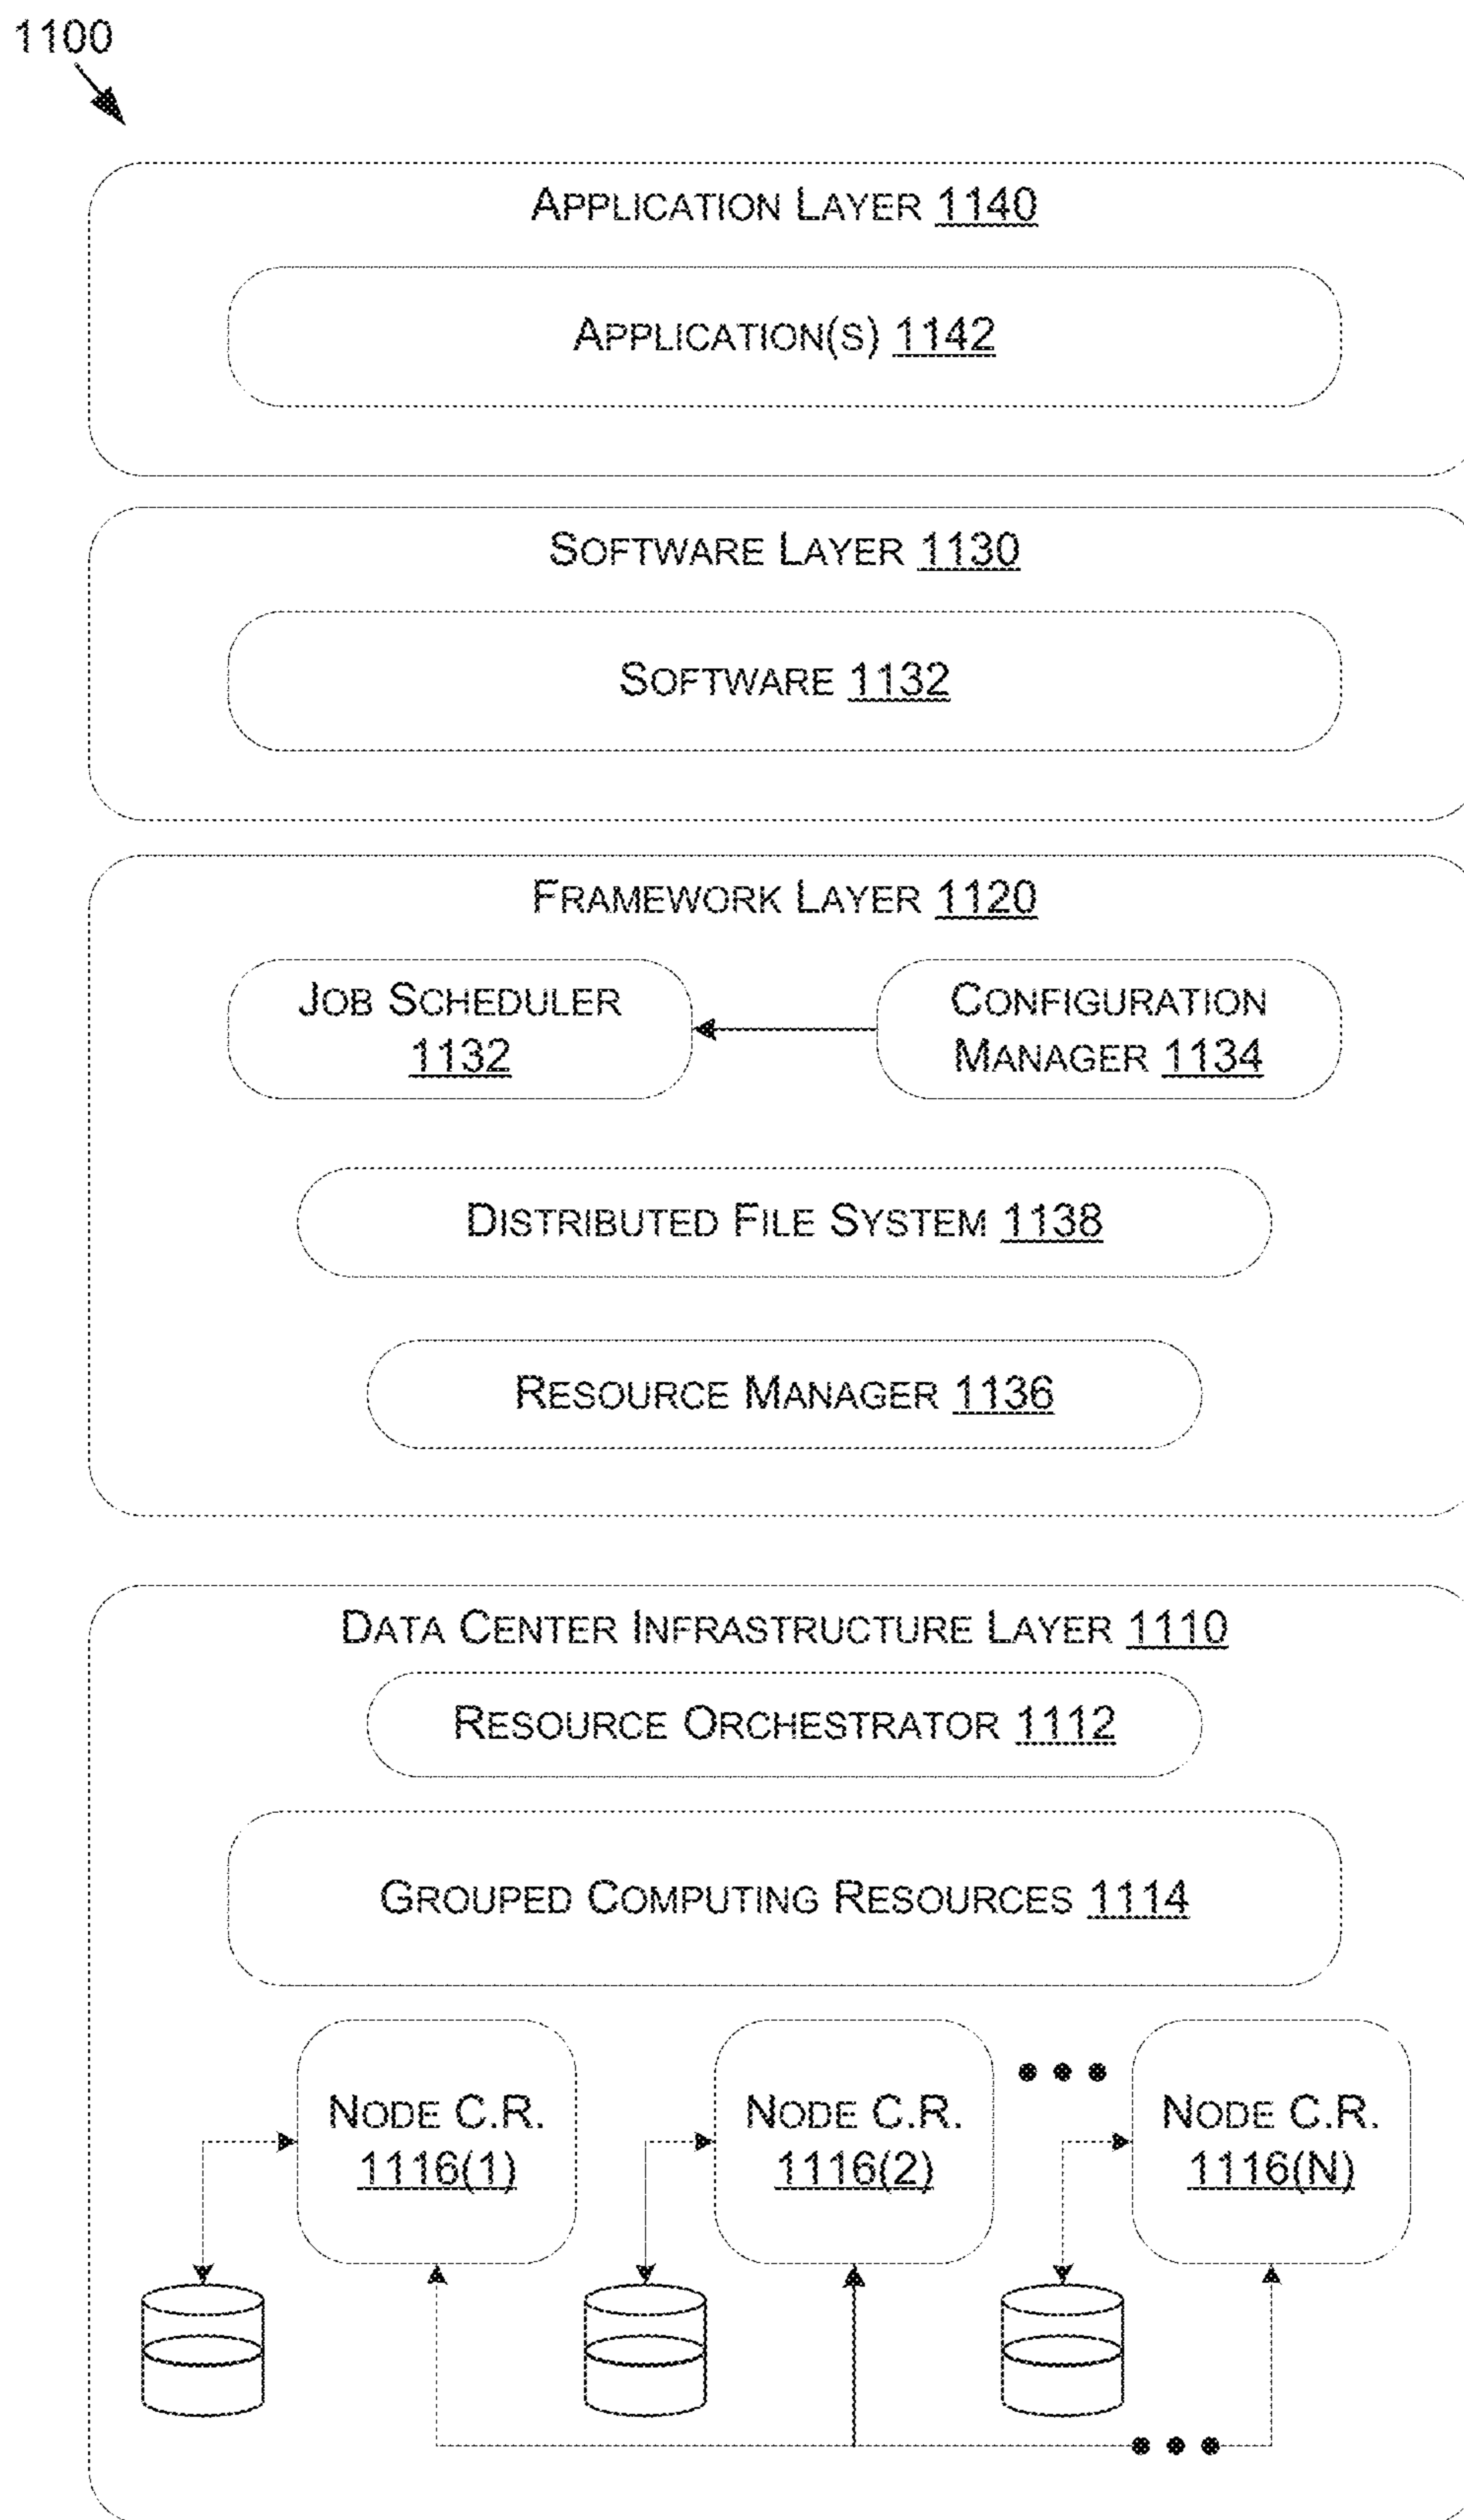 1100
APPLICATION LAYER 1140
APPLICATION(S) 1142
SOFTWARE LAYER 1130
SOFTWARE 1132
FRAMEWORK LAYER 1120
JOB SCHEDULER
1132
CONFIGURATION
MANAGER 1134
DISTRIBUTED FILE SYSTEM 1138
RESOURCE MANAGER 1136
DATA CENTER INFRASTRUCTURE LAYER 1110
RESOURCE ORCHESTRATOR 1112
GROUPED COMPUTING RESOURCES 1114
NODE C.R.
1116(1)
NODE C.R.
1116(2)
NODE C.R.
1116(N)